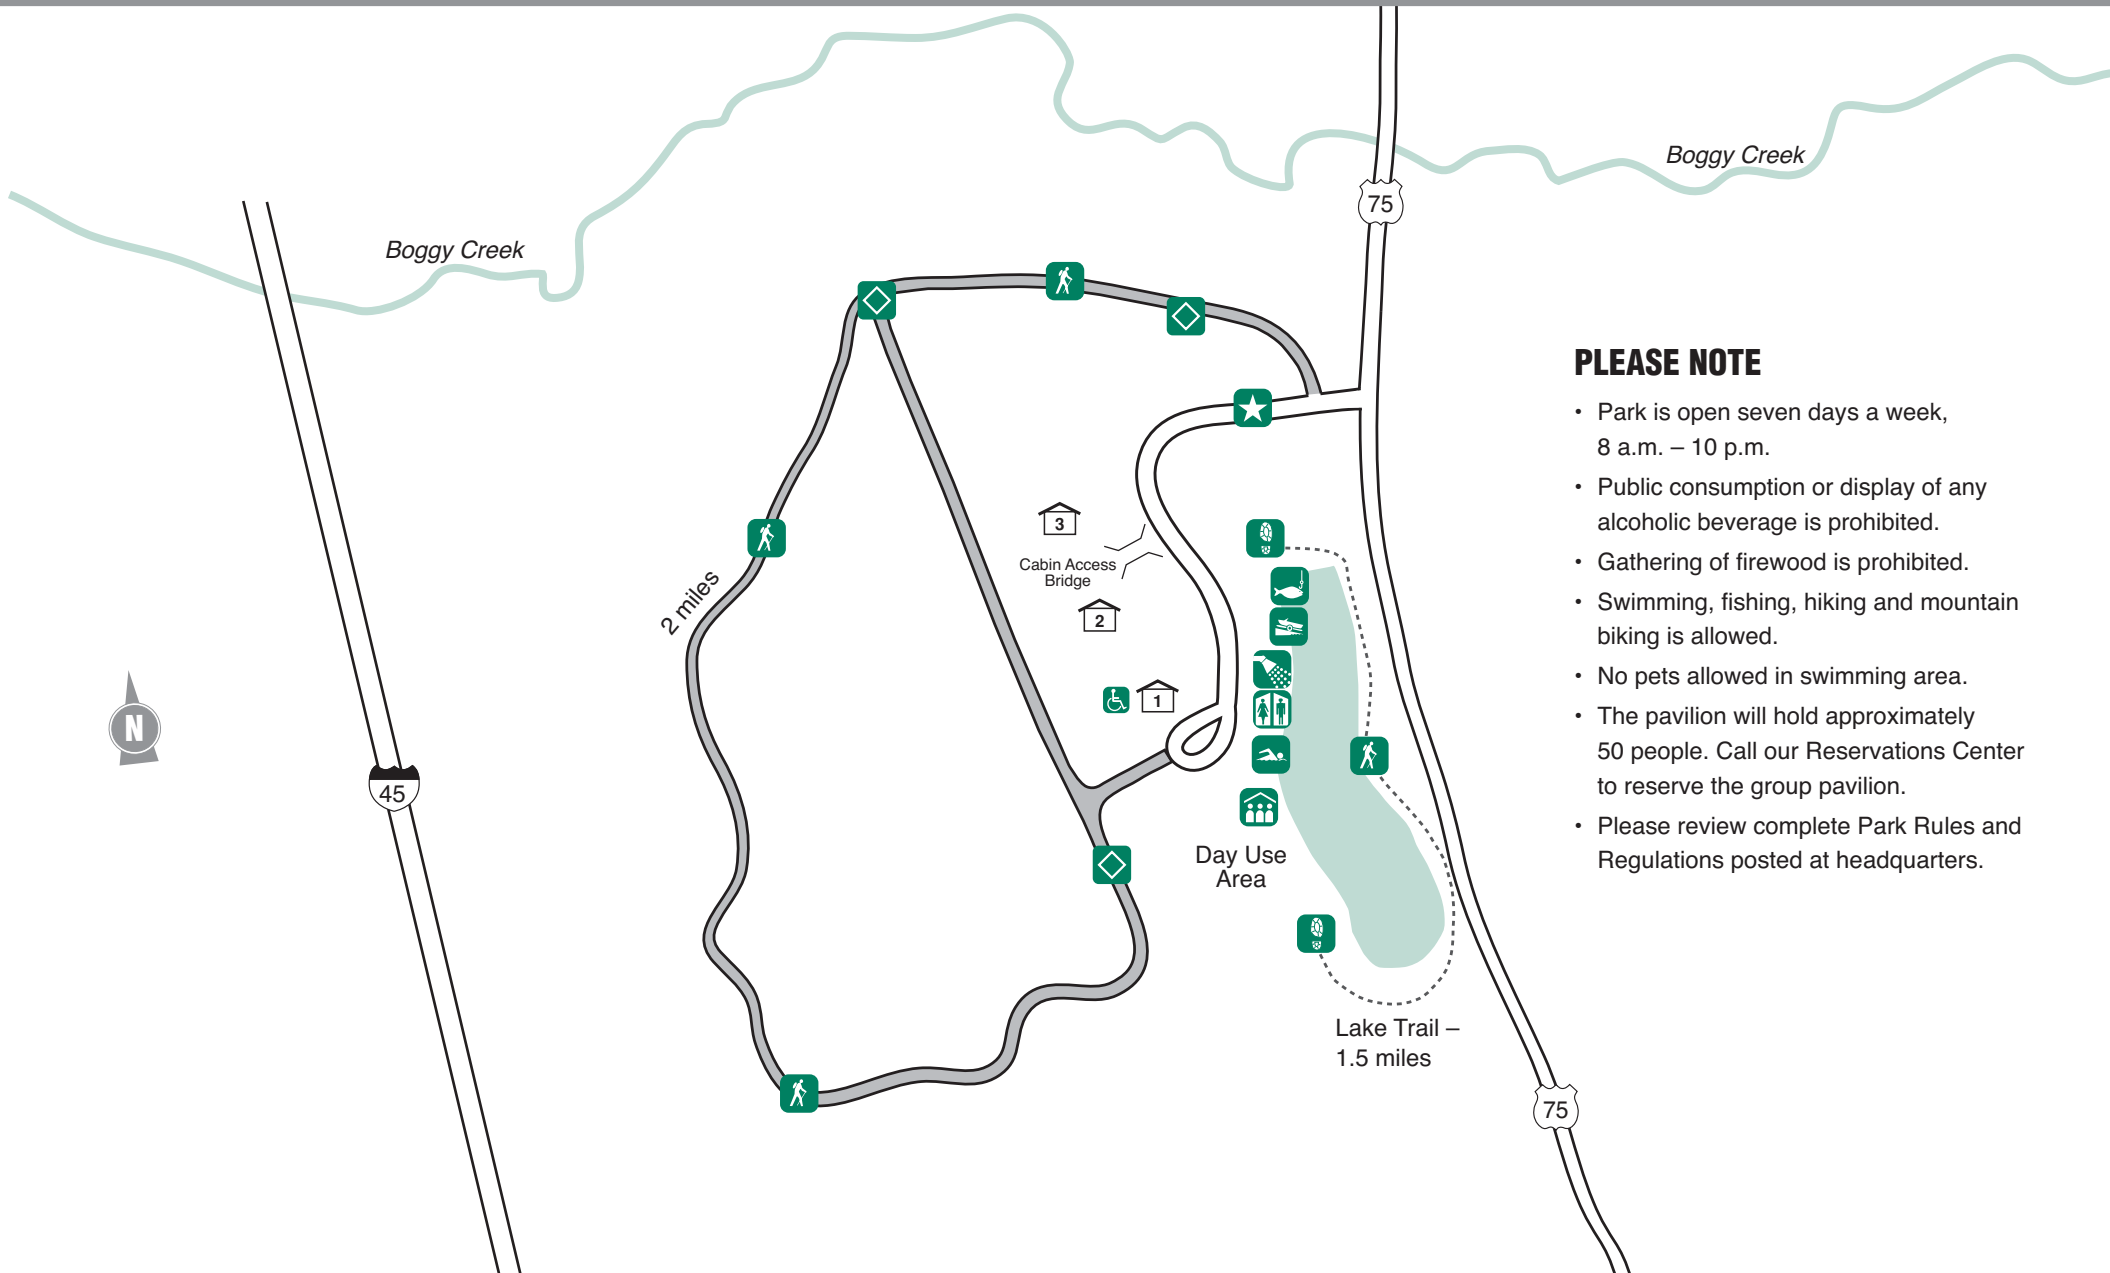 Boggy Creek
75
Boggy Creek
PLEASE NOTE
• Park is open seven days a week,
8 a.m. – 10 p.m.
• Public consumption or display of any
alcoholic beverage is prohibited.
• Gathering of firewood is prohibited.
• Swimming, fishing, hiking and mountain
biking is allowed.
• No pets allowed in swimming area.
• The pavilion will hold approximately
50 people. Call our Reservations Center
to reserve the group pavilion.
• Please review complete Park Rules and
Regulations posted at headquarters.
3
Cabin Access
Bridge
2
2 miles
1
N
45
Day Use
Area
Lake Trail –
1.5 miles
75